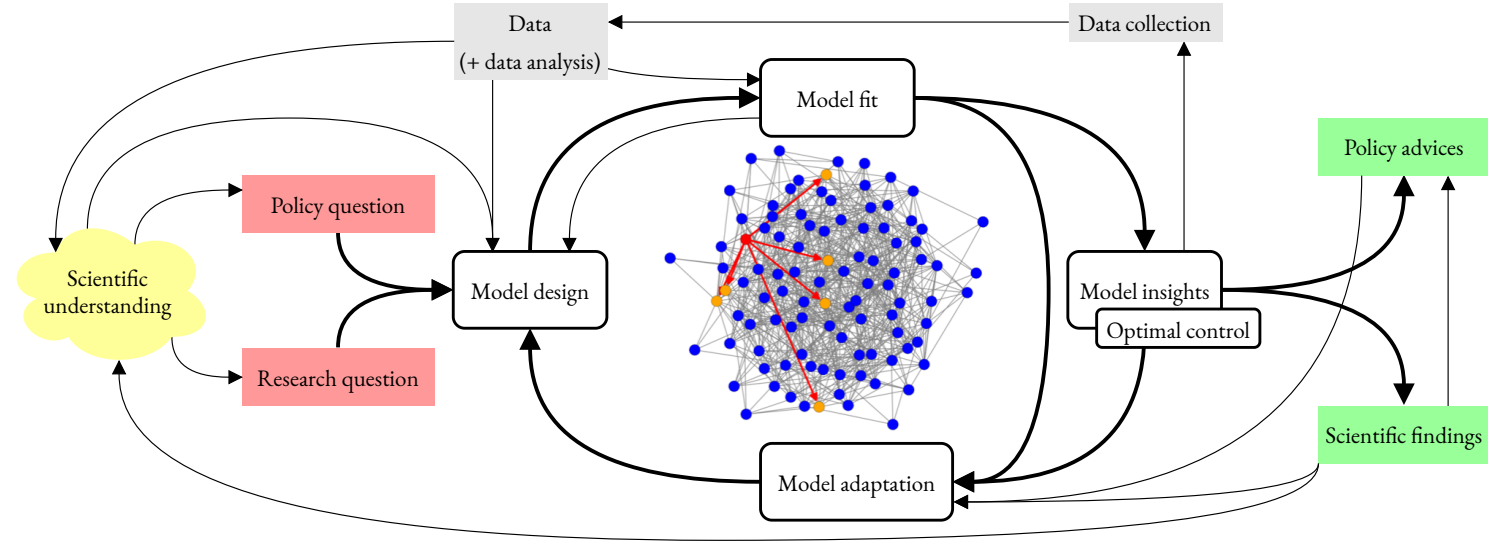 Data
(+ data analysis)
Data collection
Model fit
Policy advices
Policy question
Scientific
understanding
Model design
Model insights
Optimal control
Research question
Scientific findings
Model adaptation